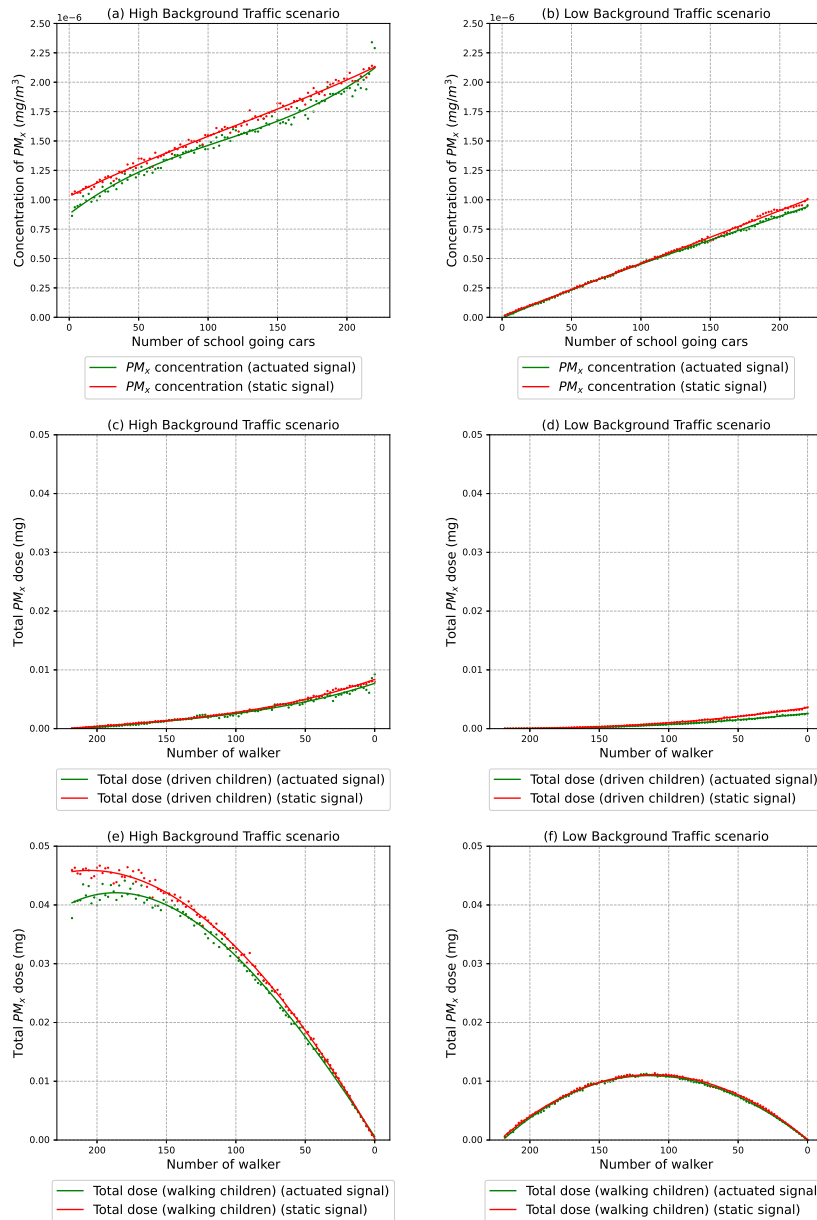 (a) High Background Traffic scenario
1e−6
2.50
2.25
2.00
1.75
1.50
1.25
1.00
0.75
0.50
0.25
0.00
Concentration of PMₓ (mg/m³)
0 50 100 150 200
Number of school going cars
PMₓ concentration (actuated signal)
PMₓ concentration (static signal)
(b) Low Background Traffic scenario
1e−6
2.50
2.25
2.00
1.75
1.50
1.25
1.00
0.75
0.50
0.25
0.00
Concentration of PMₓ (mg/m³)
0 50 100 150 200
Number of school going cars
PMₓ concentration (actuated signal)
PMₓ concentration (static signal)
(c) High Background Traffic scenario
0.05
0.04
0.03
0.02
0.01
0.00
Total PMₓ dose (mg)
200 150 100 50 0
Number of walker
Total dose (driven children) (actuated signal)
Total dose (driven children) (static signal)
(d) Low Background Traffic scenario
0.05
0.04
0.03
0.02
0.01
0.00
Total PMₓ dose (mg)
200 150 100 50 0
Number of walker
Total dose (driven children) (actuated signal)
Total dose (driven children) (static signal)
(e) High Background Traffic scenario
0.05
0.04
0.03
0.02
0.01
0.00
Total PMₓ dose (mg)
200 150 100 50 0
Number of walker
Total dose (walking children) (actuated signal)
Total dose (walking children) (static signal)
(f) Low Background Traffic scenario
0.05
0.04
0.03
0.02
0.01
0.00
Total PMₓ dose (mg)
200 150 100 50 0
Number of walker
Total dose (walking children) (actuated signal)
Total dose (walking children) (static signal)